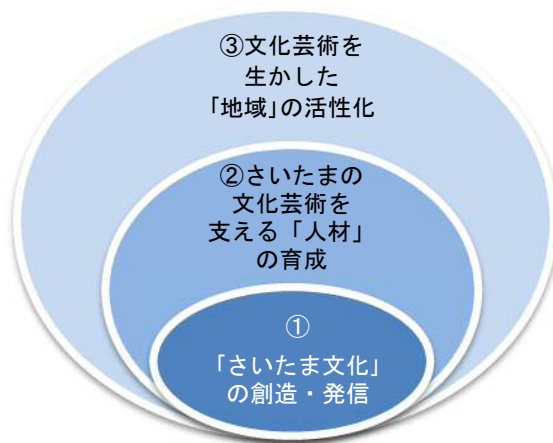 ③文化芸術を
生かした
「地域」の活性化
②さいたまの
文化芸術を
支える「人材」
の育成
①
「さいたま文化」
の創造・発信